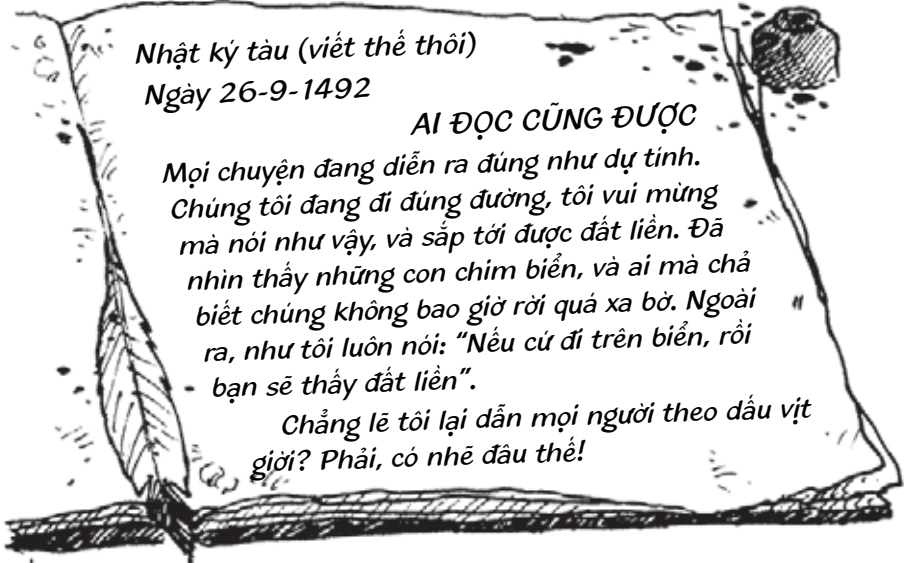 Nhật ký tàu (viết thế thôi)
Ngày 26-9-1492
AI ĐỌC CŨNG ĐƯỢC
Mọi chuyện đang diễn ra đúng như dự tính.
Chúng tôi đang đi đúng đường, tôi vui mừng
mà nói như vậy, và sắp tới được đất liền. Đã
nhìn thấy những con chim biển, và ai mà chả
biết chúng không bao giờ rời quá xa bờ. Ngoài
ra, như tôi luôn nói: “Nếu cứ đi trên biển, rồi
bạn sẽ thấy đất liền”.
Chẳng lẽ tôi lại dẫn mọi người theo dấu vịt
giời? Phải, có nhẽ đâu thế!